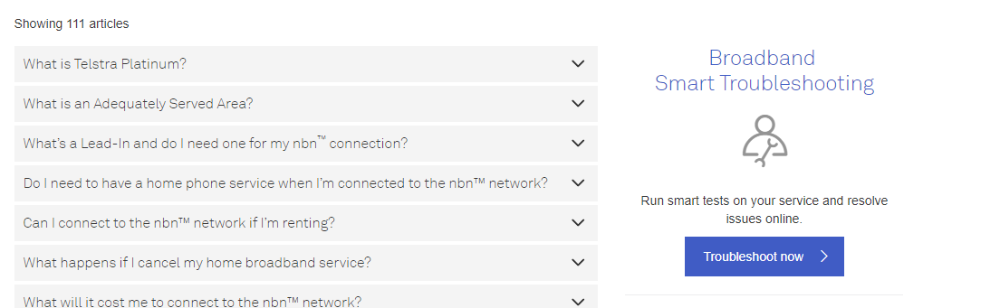 Showing 111 articles
What is Telstra Platinum?
What is an Adequately Served Area?
What's a Lead-In and do I need one for my nbn™ connection?
Do I need to have a home phone service when I'm connected to the nbn™ network?
Can I connect to the nbn™ network if I'm renting?
What happens if I cancel my home broadband service?
What will it cost me to connect to the nbn™ network?
Broadband
Smart Troubleshooting
Run smart tests on your service and resolve
issues online.
Troubleshoot now